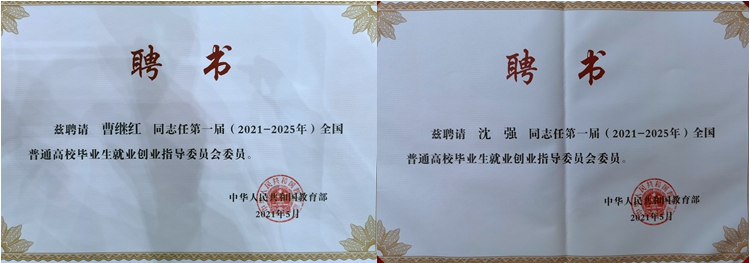 聘 书
兹聘请 曹继红 同志任第一届（2021-2025年）全国
普通高校毕业生就业创业指导委员会委员。
中华人民共和国教育部
2021年5月
聘 书
兹聘请 沈 强 同志任第一届（2021-2025年）全国
普通高校毕业生就业创业指导委员会委员。
中华人民共和国教育部
2021年5月